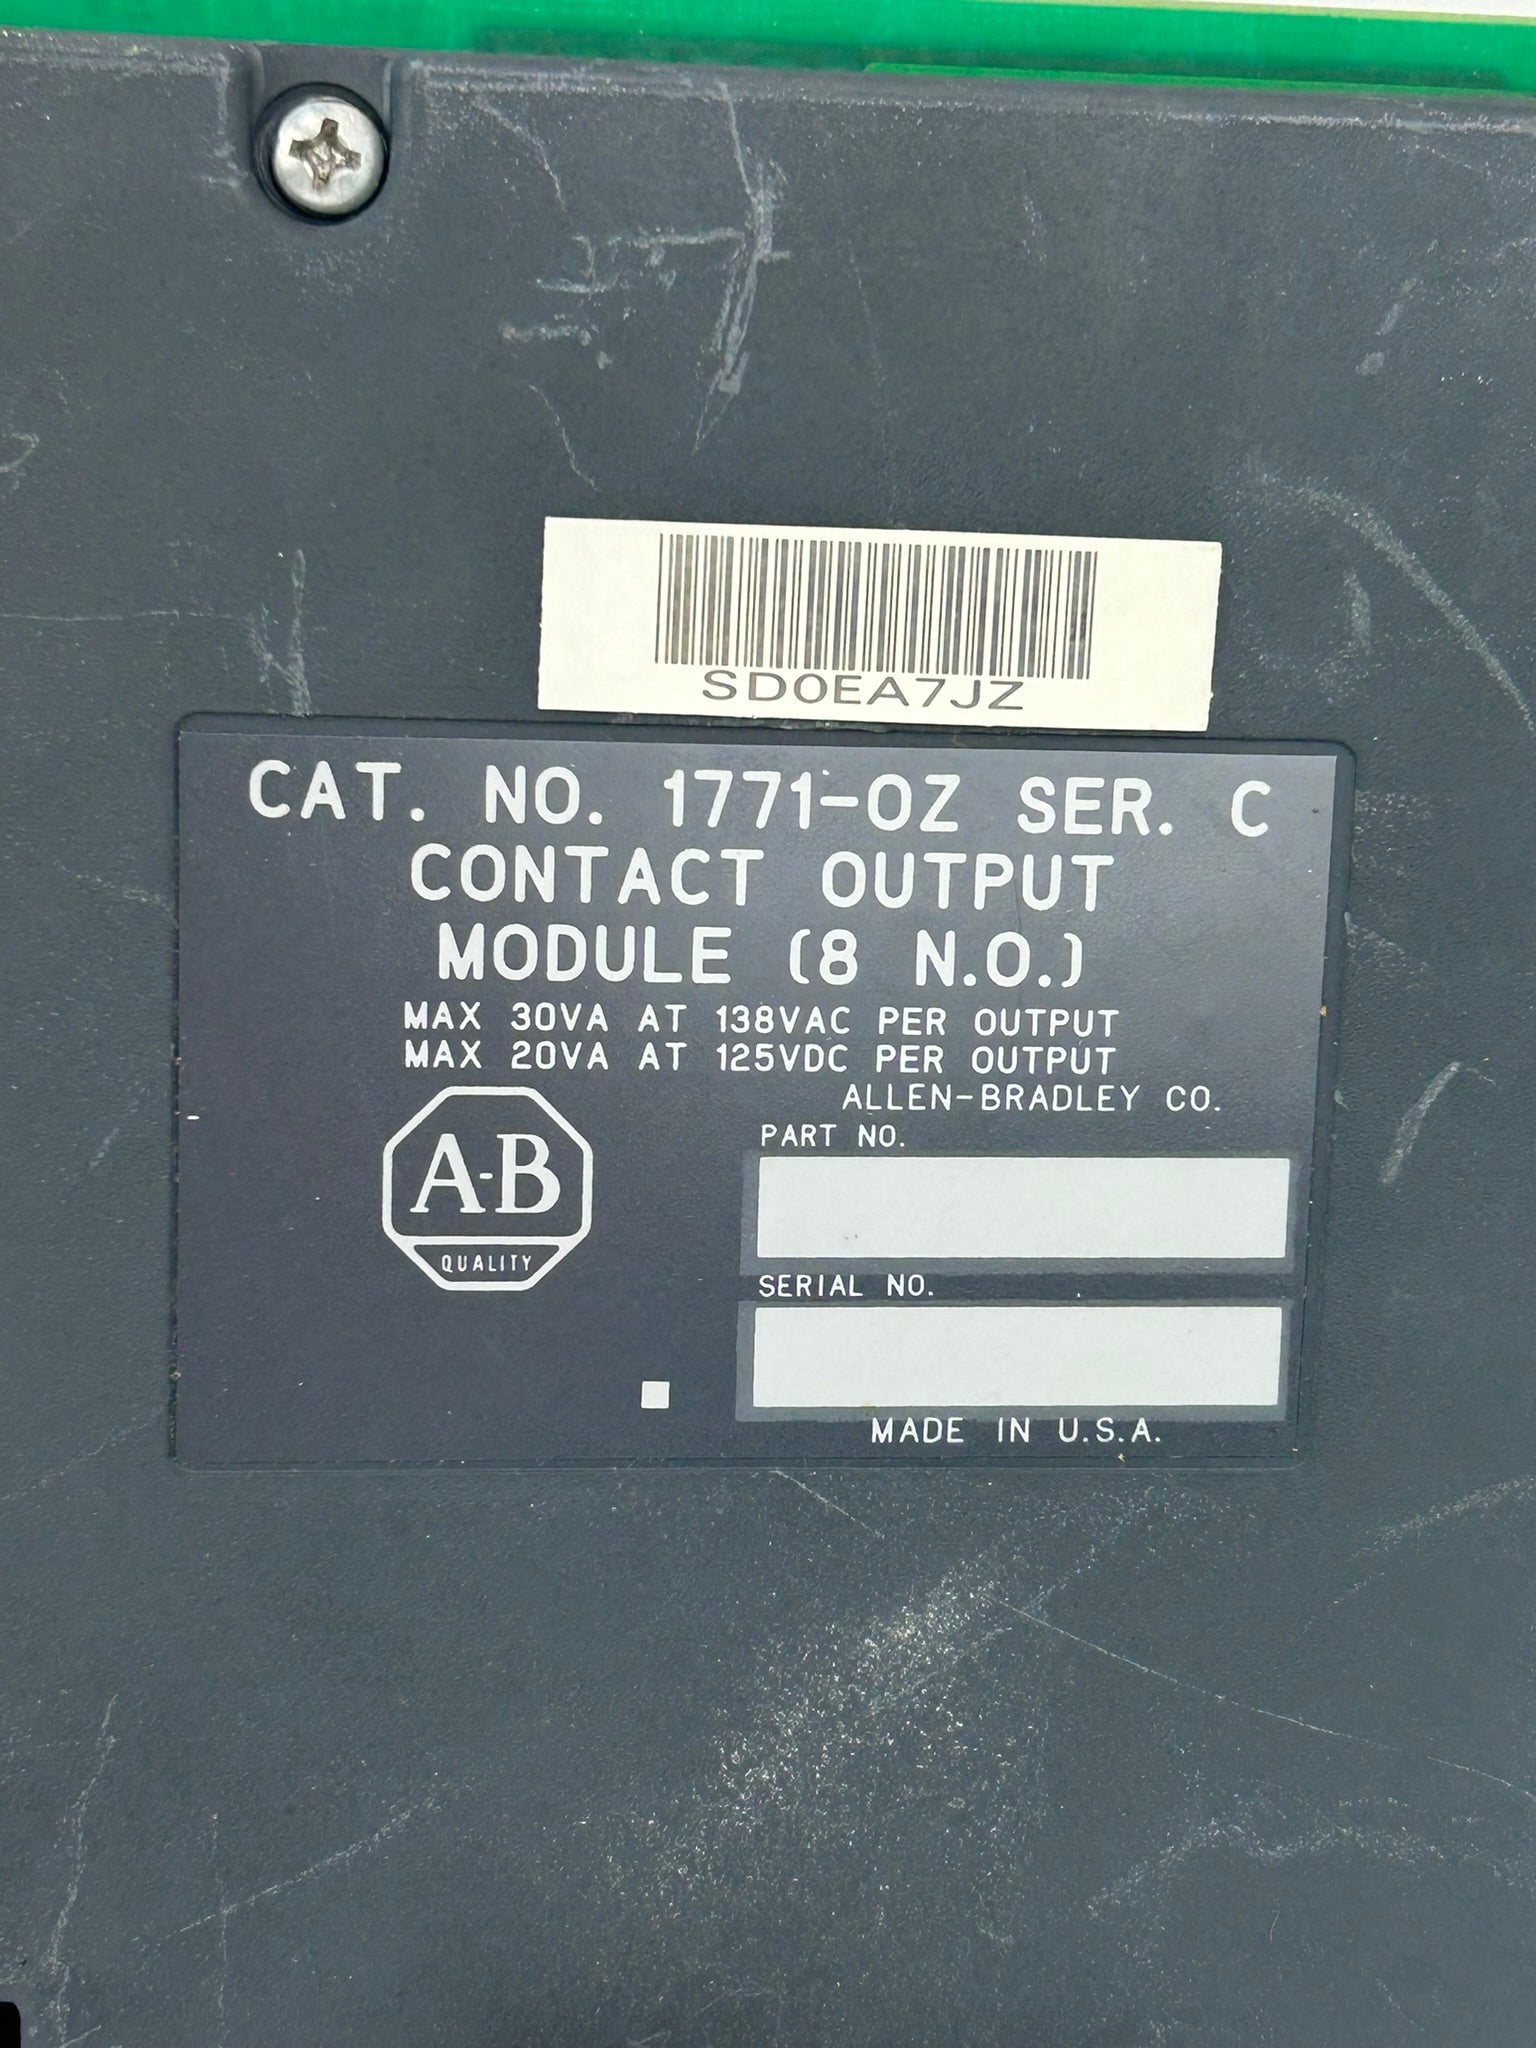 SD0EA7JZ
CAT. NO. 1771-OZ SER. C
CONTACT OUTPUT
MODULE (8 N.O.)
MAX 30VA AT 138VAC PER OUTPUT
MAX 20VA AT 125VDC PER OUTPUT
ALLEN-BRADLEY CO.
PART NO.
A-B
QUALITY
SERIAL NO.
MADE IN U.S.A.